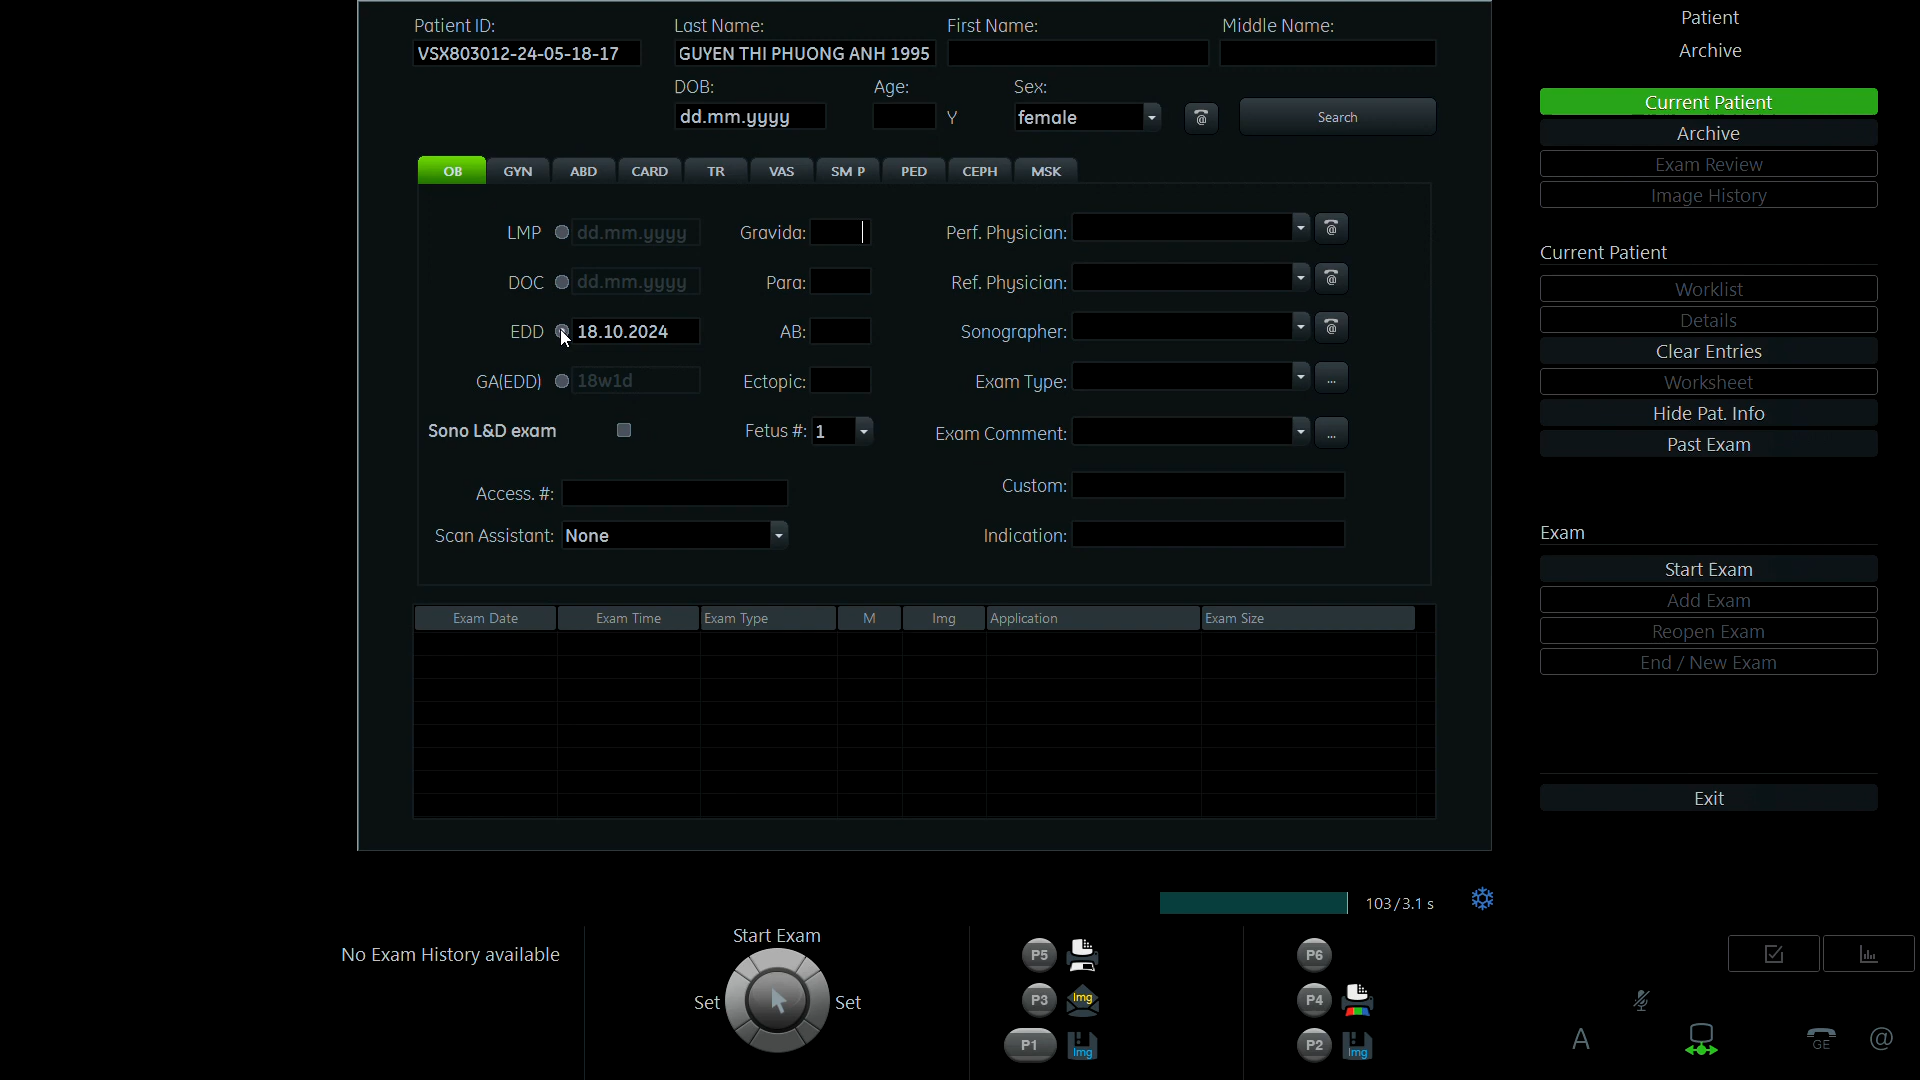 Patient ID: Last Name: First Name: Middle Name:
VSX803012-24-05-18-17 GUYEN THI PHUONG ANH 1995
DOB: Age: Sex:
dd.mm.yyyy Y female @ Search
OB GYN ABD CARD TR VAS SM P PED CEPH MSK
LMP dd.mm.yyyy Gravida: Perf. Physician: @
DOC dd.mm.yyyy Para: Ref. Physician: @
EDD 18.10.2024 AB: Sonographer: @
GA(EDD) 18w1d Ectopic: Exam Type: ...
Sono L&D exam Fetus #: 1 Exam Comment: ...
Access. #: Custom:
Scan Assistant: None Indication:
Exam Date Exam Time Exam Type M Img Application Exam Size
103/3.1 s
No Exam History available
Start Exam
Set Set
P5 P6
P3 Img P4
P1 Img P2 Img
Patient
Archive
Current Patient
Archive
Exam Review
Image History
Current Patient
Worklist
Details
Clear Entries
Worksheet
Hide Pat. Info
Past Exam
Exam
Start Exam
Add Exam
Reopen Exam
End / New Exam
Exit
A GE @